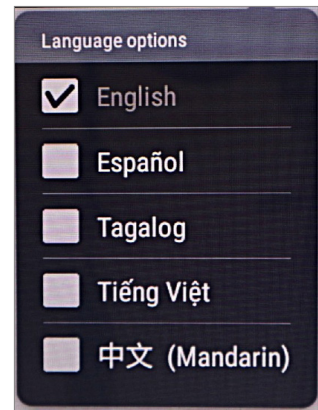 Language options
English
Español
Tagalog
Tiếng Việt
中文 (Mandarin)